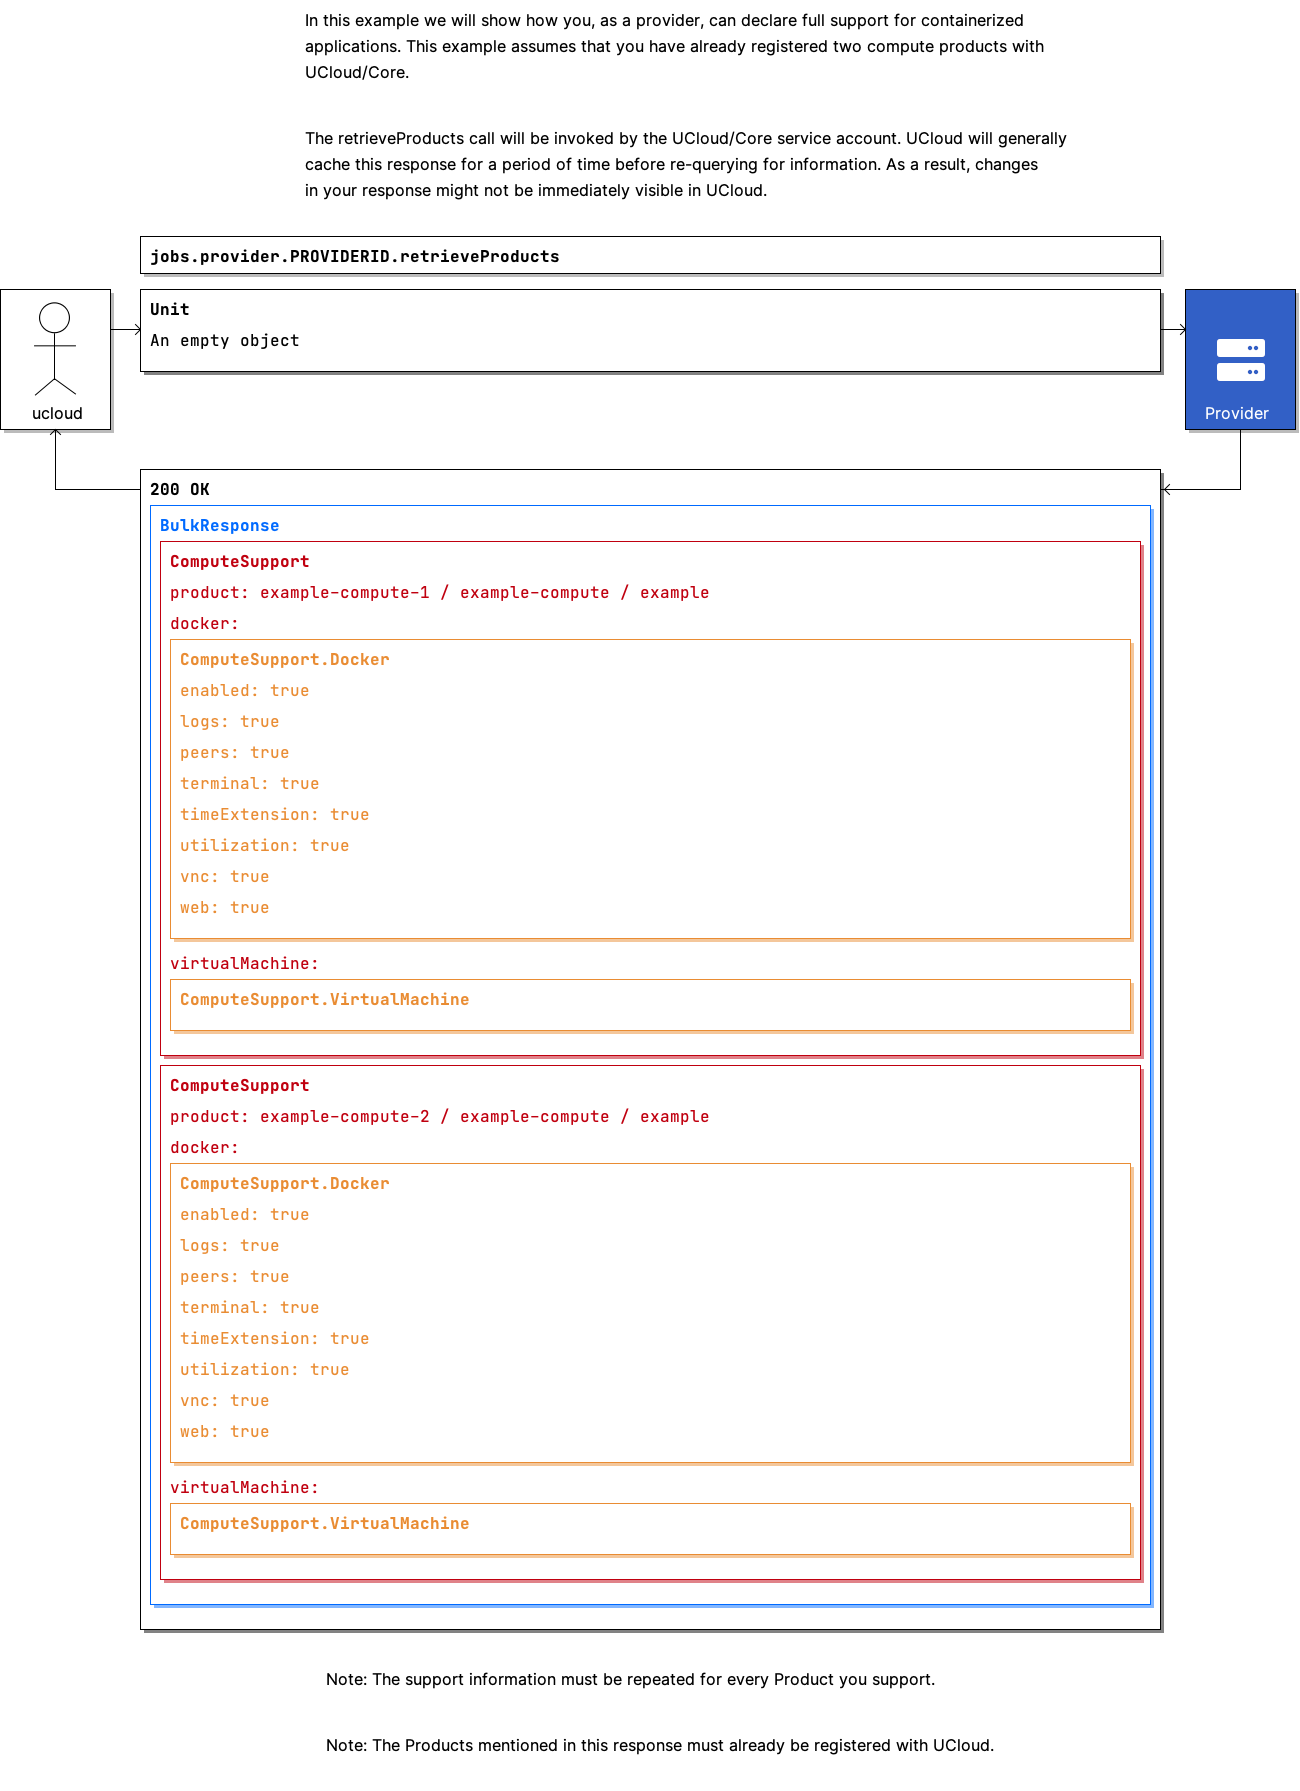 In this example we will show how you, as a provider, can declare full support for containerized
applications. This example assumes that you have already registered two compute products with
UCloud/Core.
The retrieveProducts call will be invoked by the UCloud/Core service account. UCloud will generally
cache this response for a period of time before re-querying for information. As a result, changes
in your response might not be immediately visible in UCloud.
jobs.provider.PROVIDERID.retrieveProducts
Unit
An empty object
ucloud
Provider
200 OK
BulkResponse
ComputeSupport
product: example-compute-1 / example-compute / example
docker:
ComputeSupport.Docker
enabled: true
logs: true
peers: true
terminal: true
timeExtension: true
utilization: true
vnc: true
web: true
virtualMachine:
ComputeSupport.VirtualMachine
ComputeSupport
product: example-compute-2 / example-compute / example
docker:
ComputeSupport.Docker
enabled: true
logs: true
peers: true
terminal: true
timeExtension: true
utilization: true
vnc: true
web: true
virtualMachine:
ComputeSupport.VirtualMachine
Note: The support information must be repeated for every Product you support.
Note: The Products mentioned in this response must already be registered with UCloud.